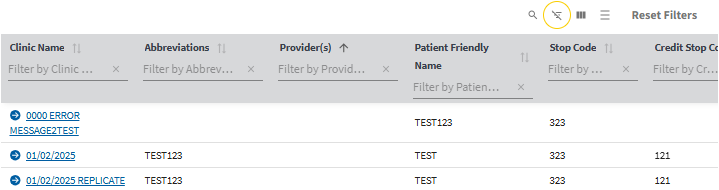 Reset Filters
Clinic Name Abbreviations Provider(s) Patient Friendly Name Stop Code Credit Stop Co
Filter by Clinic ... Filter by Abbrev... Filter by Provid... Filter by Patien... Filter by ... Filter by Cr...
0000 ERROR MESSAGE2TEST TEST123 323
01/02/2025 TEST123 TEST 323 121
01/02/2025 REPLICATE TEST123 TEST 323 121